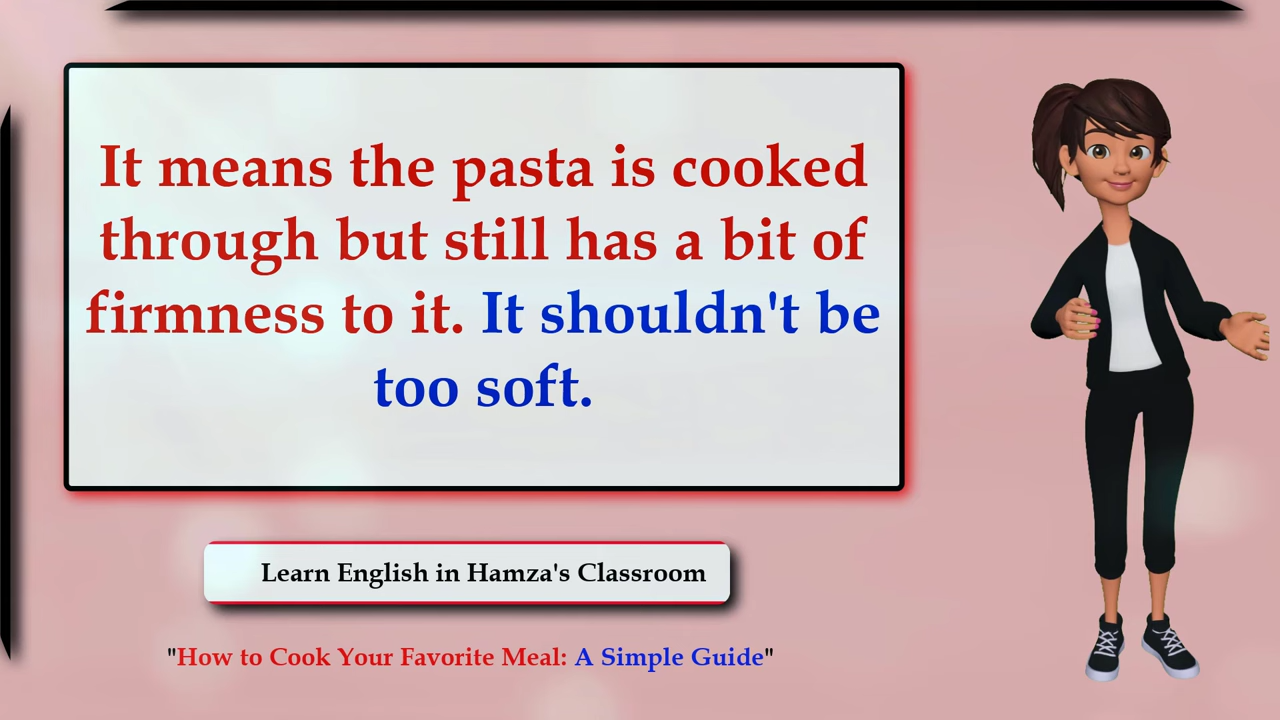 It means the pasta is cooked
through but still has a bit of
firmness to it. It shouldn't be
too soft.
Learn English in Hamza's Classroom
"How to Cook Your Favorite Meal: A Simple Guide"